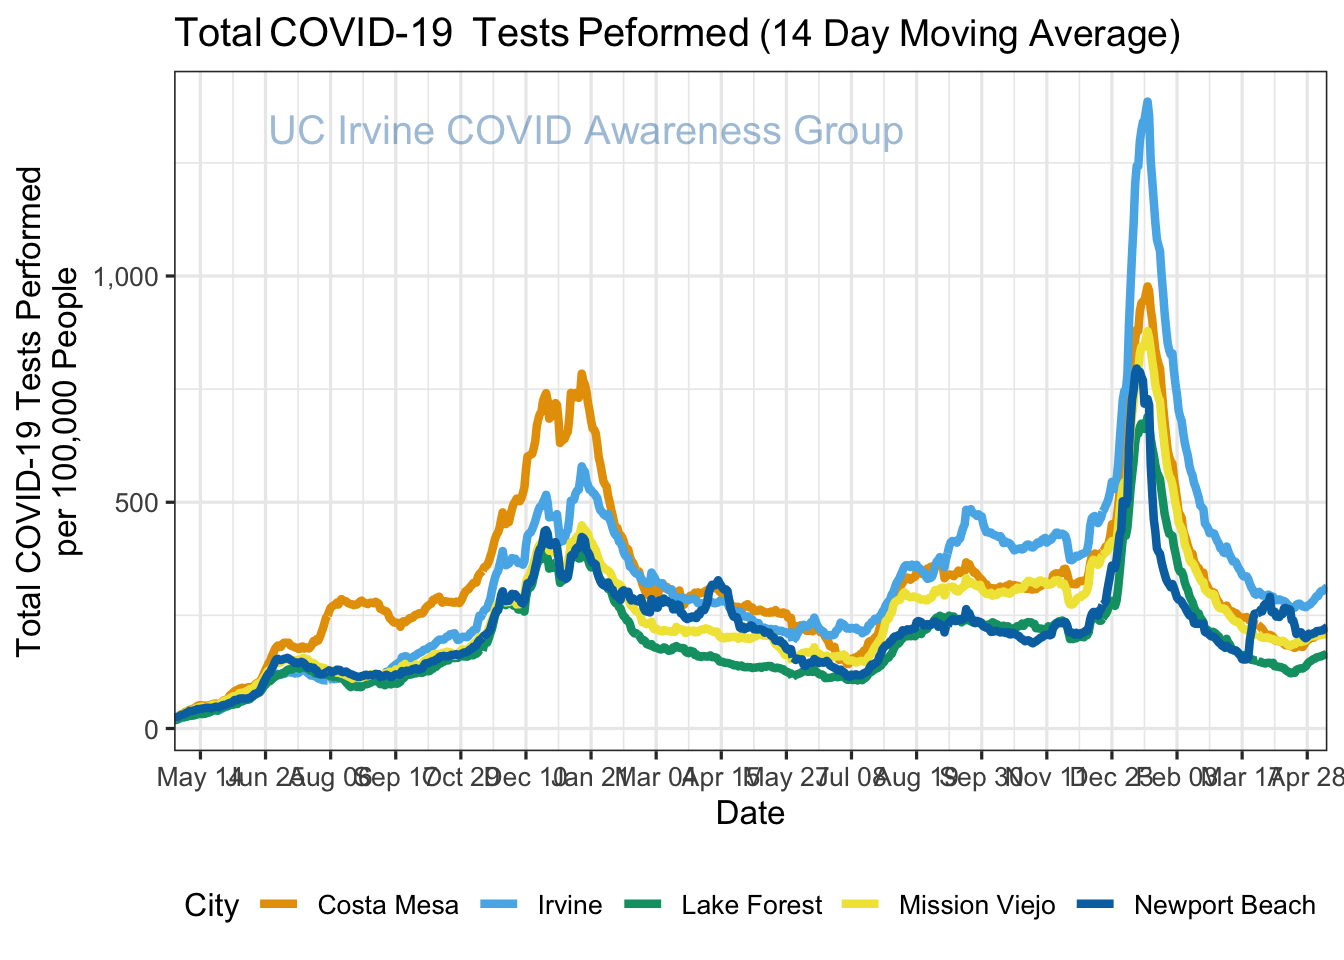 Total COVID-19 Tests Peformed (14 Day Moving Average)
UC Irvine COVID Awareness Group
Total COVID-19 Tests Performed
per 100,000 People
1,000
500
0
May 14 Jun 25 Aug 06 Sep 17 Oct 29 Dec 10 Jan 21 Mar 04 Apr 15 May 27 Jul 08 Aug 19 Sep 30 Nov 11 Dec 23 Feb 03 Mar 17 Apr 28
Date
City Costa Mesa Irvine Lake Forest Mission Viejo Newport Beach